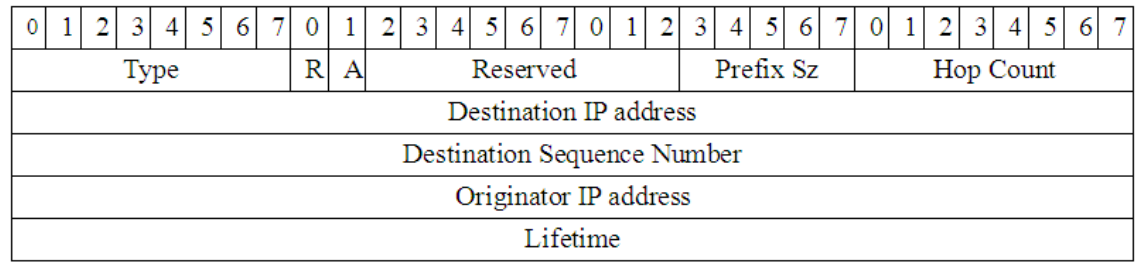 0 1 2 3 4 5 6 7 0 1 2 3 4 5 6 7 0 1 2 3 4 5 6 7 0 1 2 3 4 5 6 7
Type R A Reserved Prefix Sz Hop Count
Destination IP address
Destination Sequence Number
Originator IP address
Lifetime